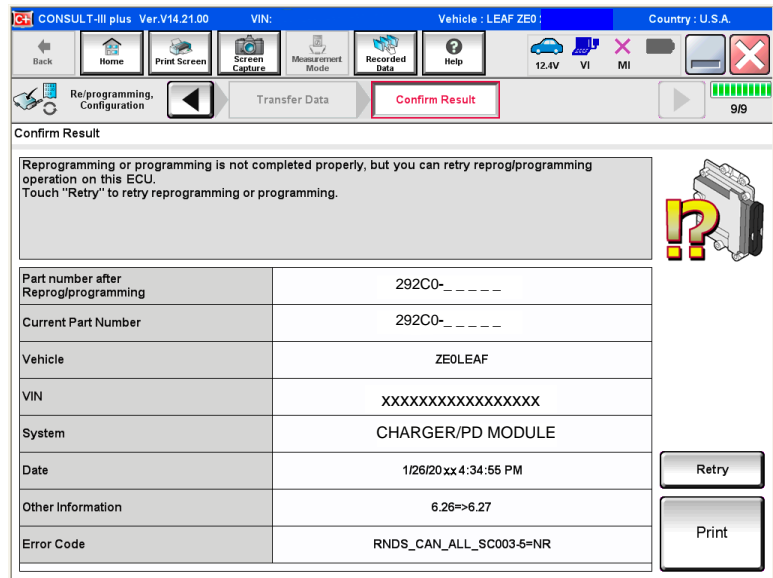 C+ CONSULT-III plus Ver.V14.21.00 VIN: Vehicle : LEAF ZE0 Country : U.S.A.
Back Home Print Screen Screen Capture Measurement Mode Recorded Data Help 12.4V VI MI
Re/programming, Configuration Transfer Data Confirm Result 9/9
Confirm Result
Reprogramming or programming is not completed properly, but you can retry reprog/programming
operation on this ECU.
Touch "Retry" to retry reprogramming or programming.
!?
Part number after Reprog/programming 292C0-_ _ _ _ _
Current Part Number 292C0-_ _ _ _ _
Vehicle ZE0LEAF
VIN XXXXXXXXXXXXXXXXX
System CHARGER/PD MODULE
Date 1/26/20xx 4:34:55 PM
Retry
Other Information 6.26=>6.27
Print
Error Code RNDS_CAN_ALL_SC003-5=NR